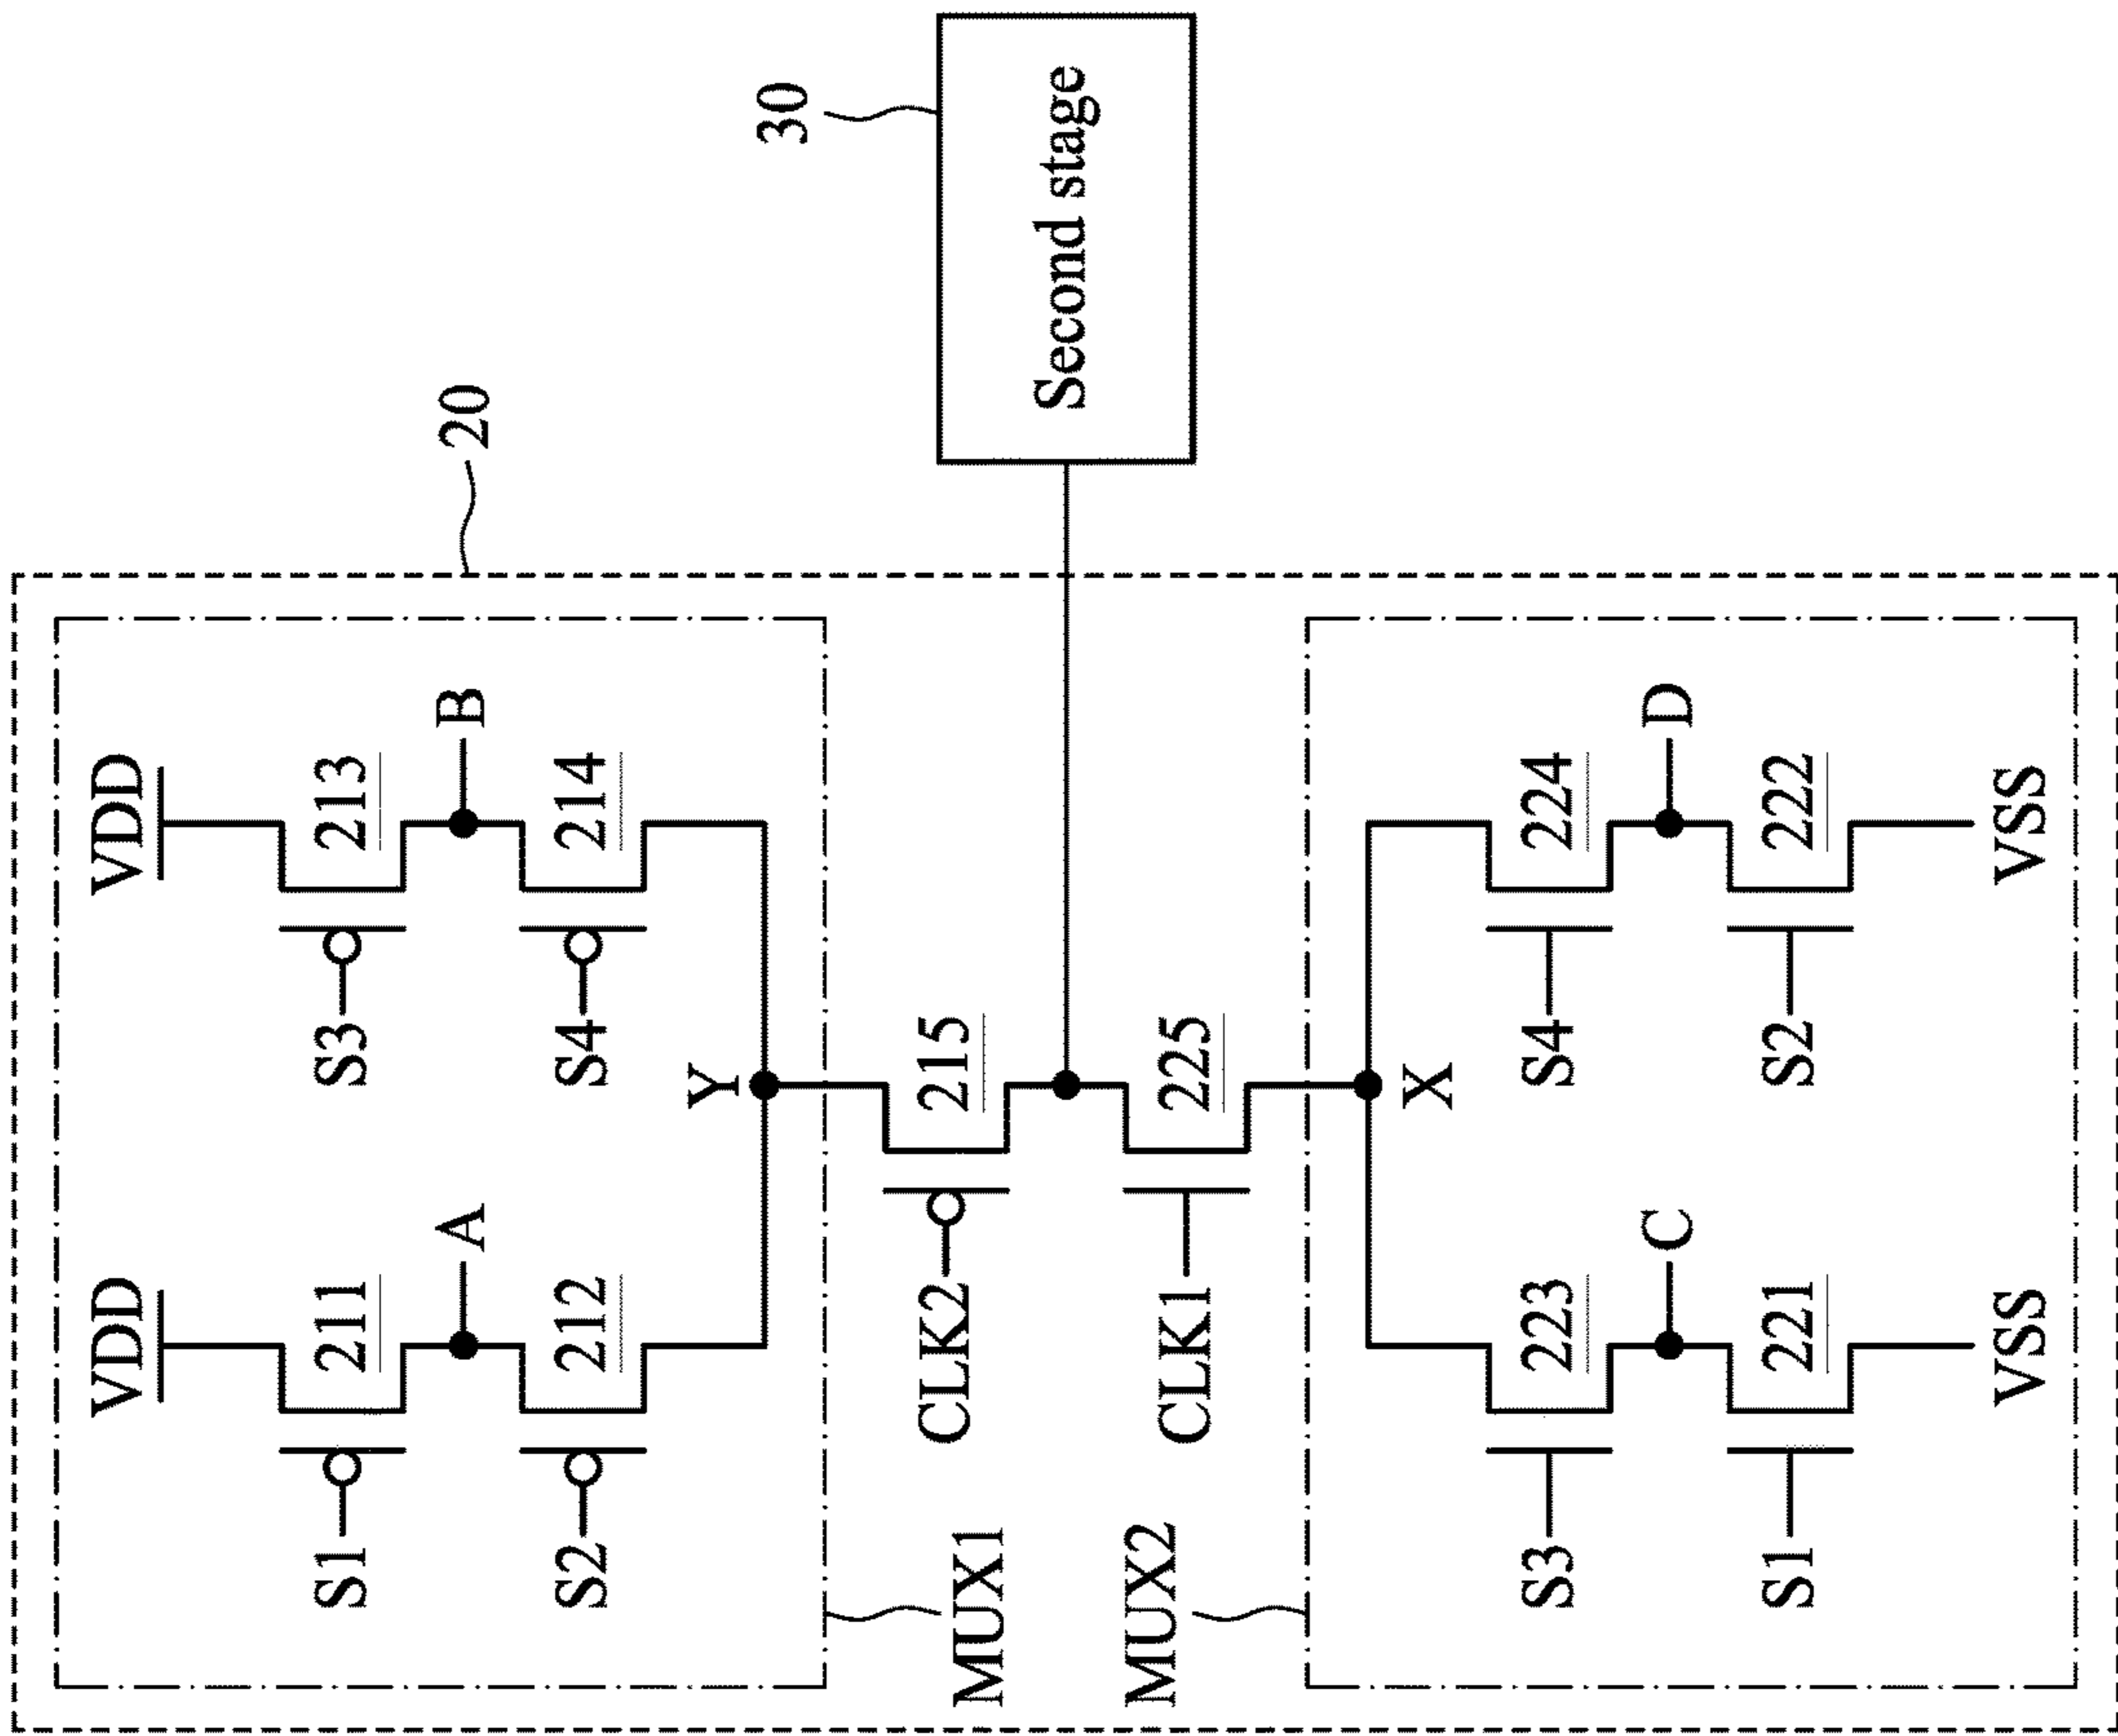 20
30
VDD
VDD
S1
211
S3
213
A
B
S2
212
S4
214
Y
MUX1
CLK2
215
Second stage
MUX2
CLK1
225
X
S3
223
S4
224
C
D
S1
221
S2
222
VSS
VSS